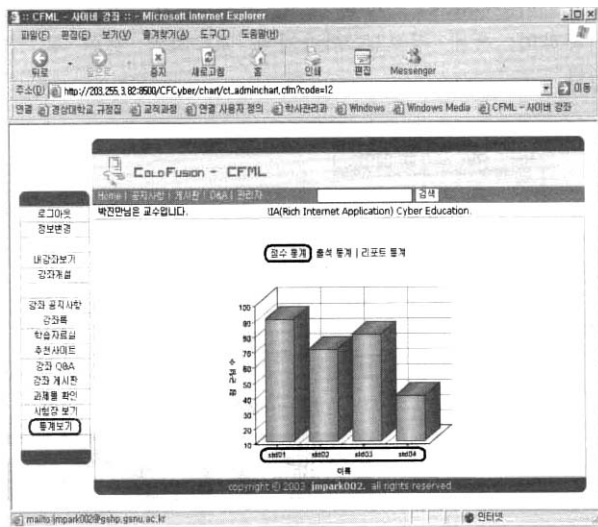 :: CFML - 사이버 강좌 :: - Microsoft Internet Explorer
파일(F) 편집(E) 보기(V) 즐겨찾기(A) 도구(T) 도움말(H)
뒤로 중지 새로고침 홈 인쇄 편집 Messenger
주소(D) http://203.255.3.82:8500/CFCyber/chart/ct_adminchart.cfm?code=12 이동
연결 경상대학교 규정집 교직과정 연결 사용자 정의 학사관리과 Windows Windows Media CFML - 사이버 강좌
ColdFusion - CFML
Home | 공지사항 | 게시판 | Q&A | 관리자 검색
로그아웃
박진만님은 교수입니다. UA(Rich Internet Application) Cyber Education.
정보변경
내강좌보기
강좌개설
강좌 공지사항
강좌목
학습자료실
추천사이트
강좌 Q&A
강좌 게시판
과제물 확인
시험장 보기
통계보기
점수 통계 출석 통계 | 리포트 통계
100
90
80
70
60
50
40
30
20
10
std01 std02 std03 std04
이름
copyright © 2003 jmpark002. all rights reserved.
mailto:jmpark002@gshp.gsnu.ac.kr 인터넷